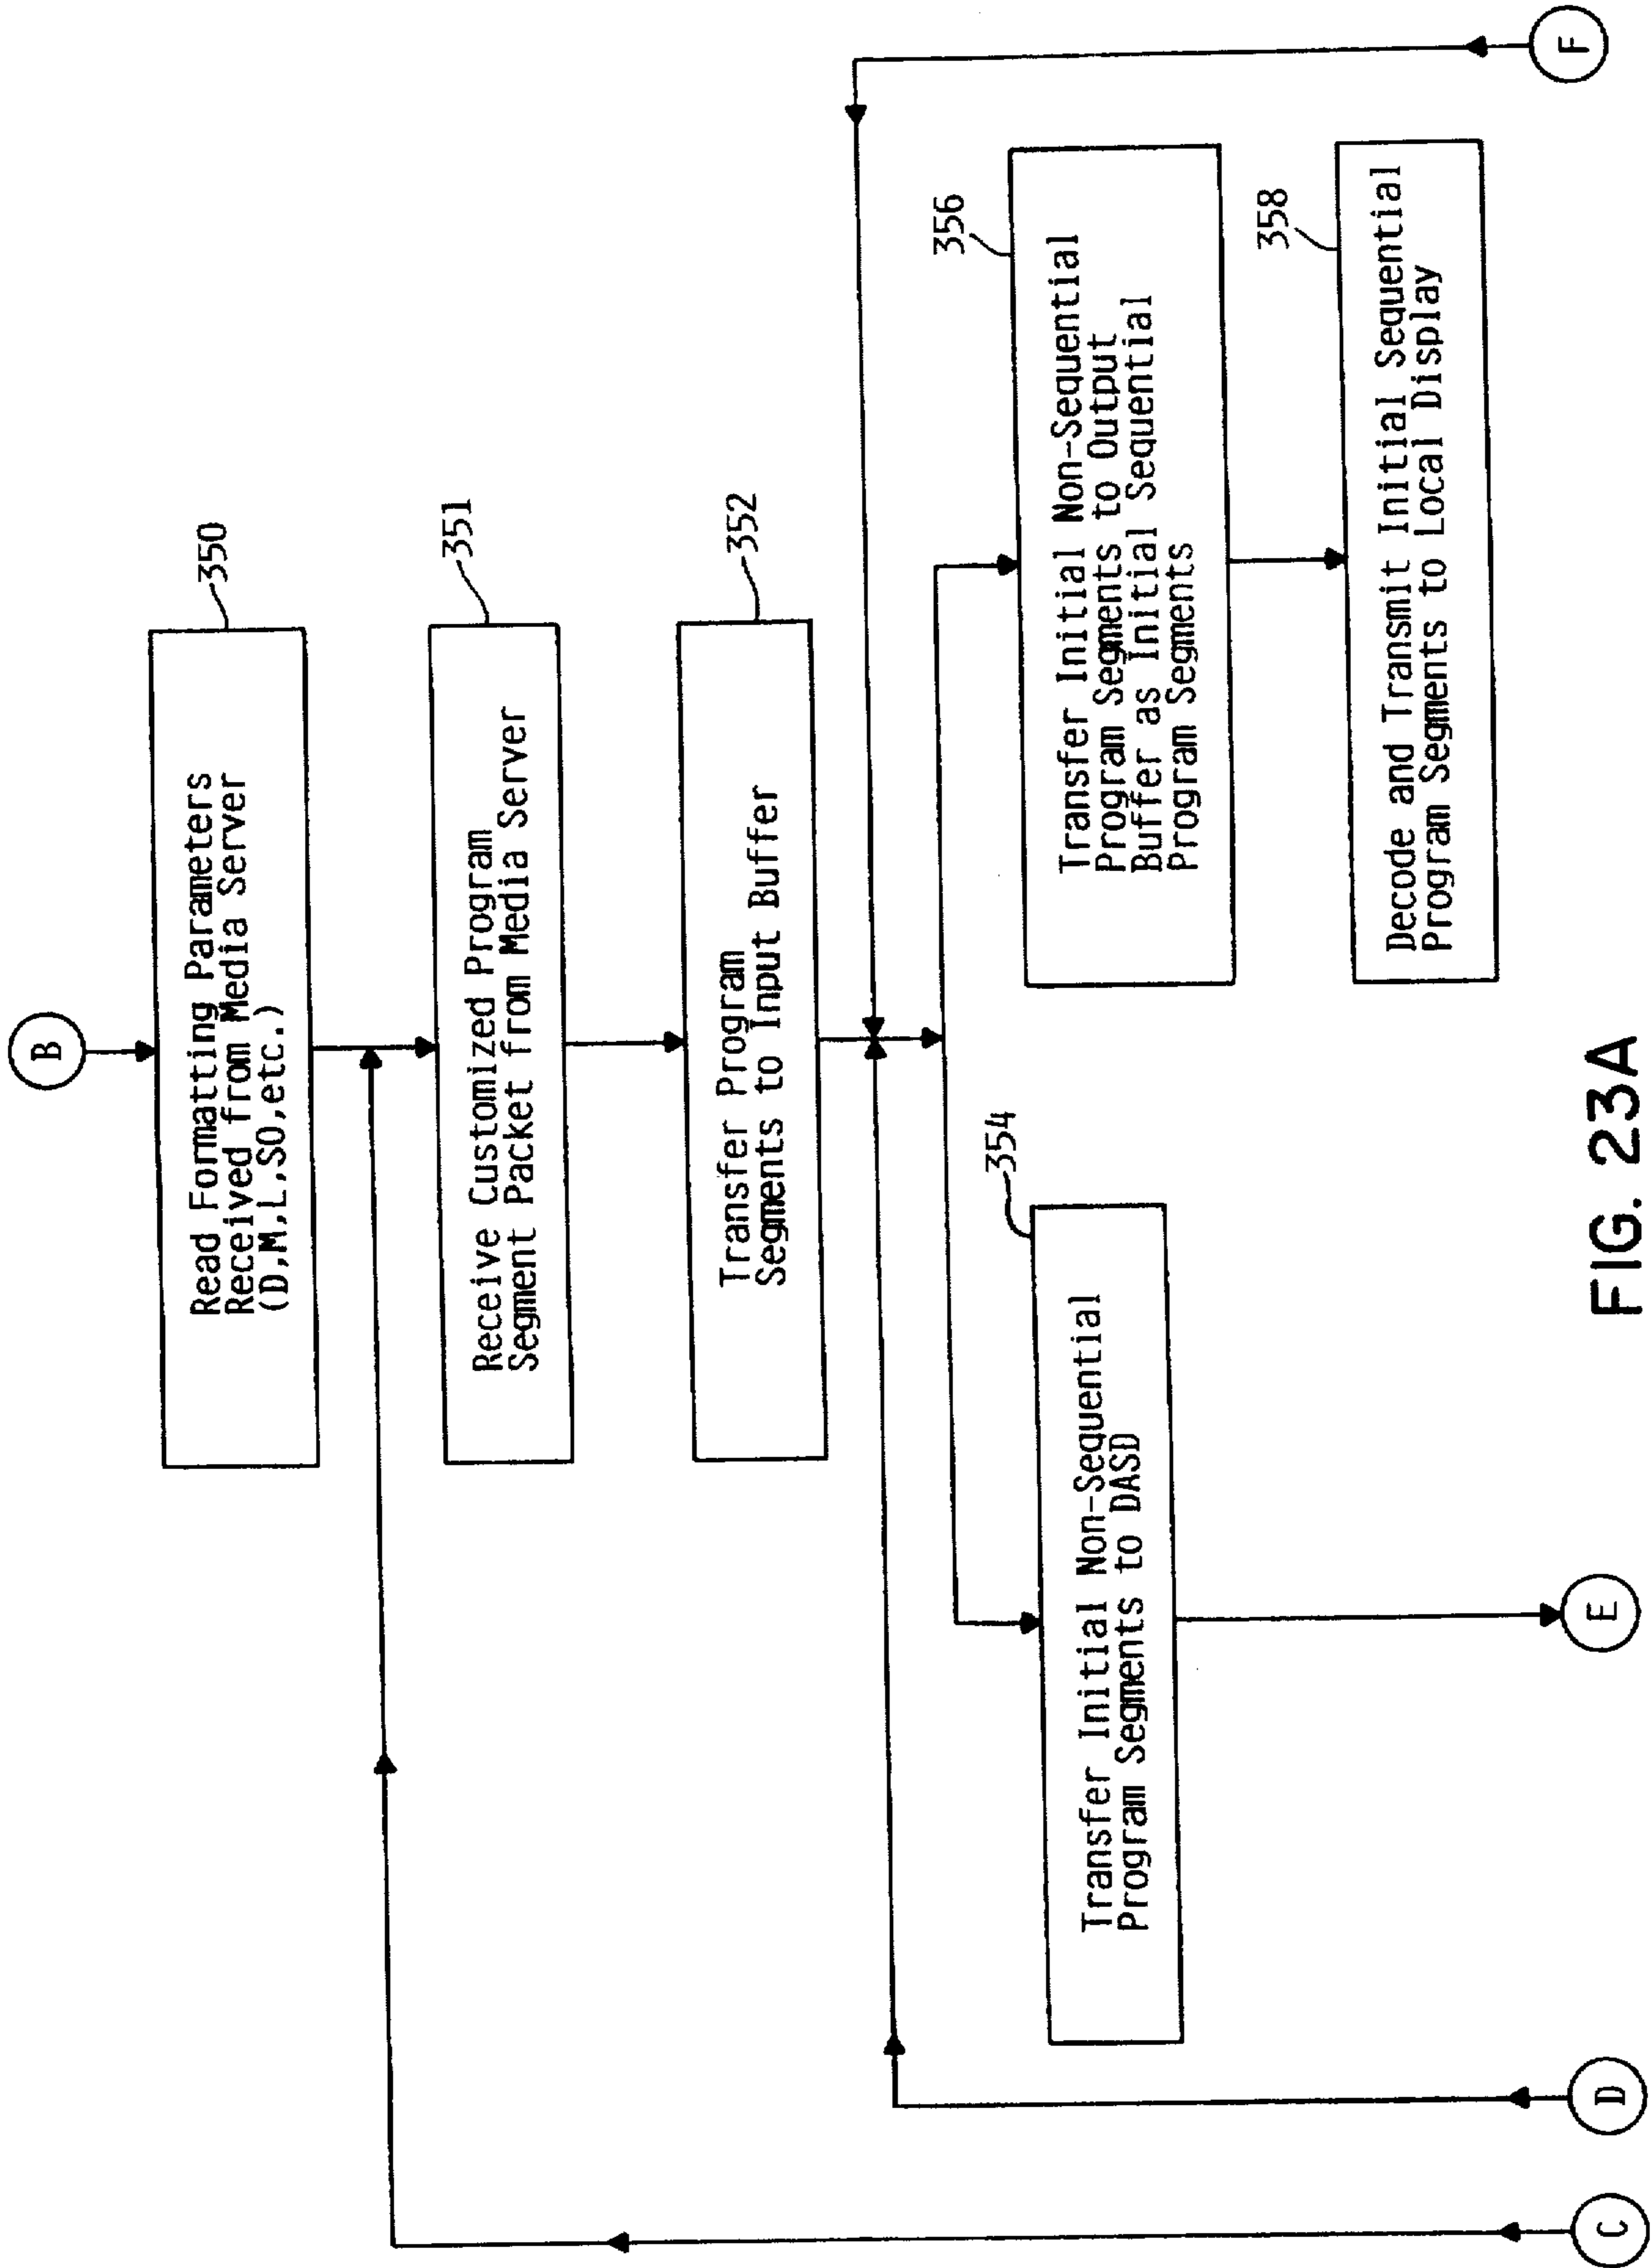 B
350
Read Formatting Parameters
Received from Media Server
(D,M,L,SO,etc.)
351
Receive Customized Program
Segment Packet from Media Server
352
Transfer Program
Segments to Input Buffer
354
Transfer Initial Non-Sequential
Program Segments to DASD
356
Transfer Initial Non-Sequential
Program Segments to Output
Buffer as Initial Sequential
Program Segments
358
Decode and Transmit Initial Sequential
Program Segments to Local Display
C
D
E
F
FIG. 23A